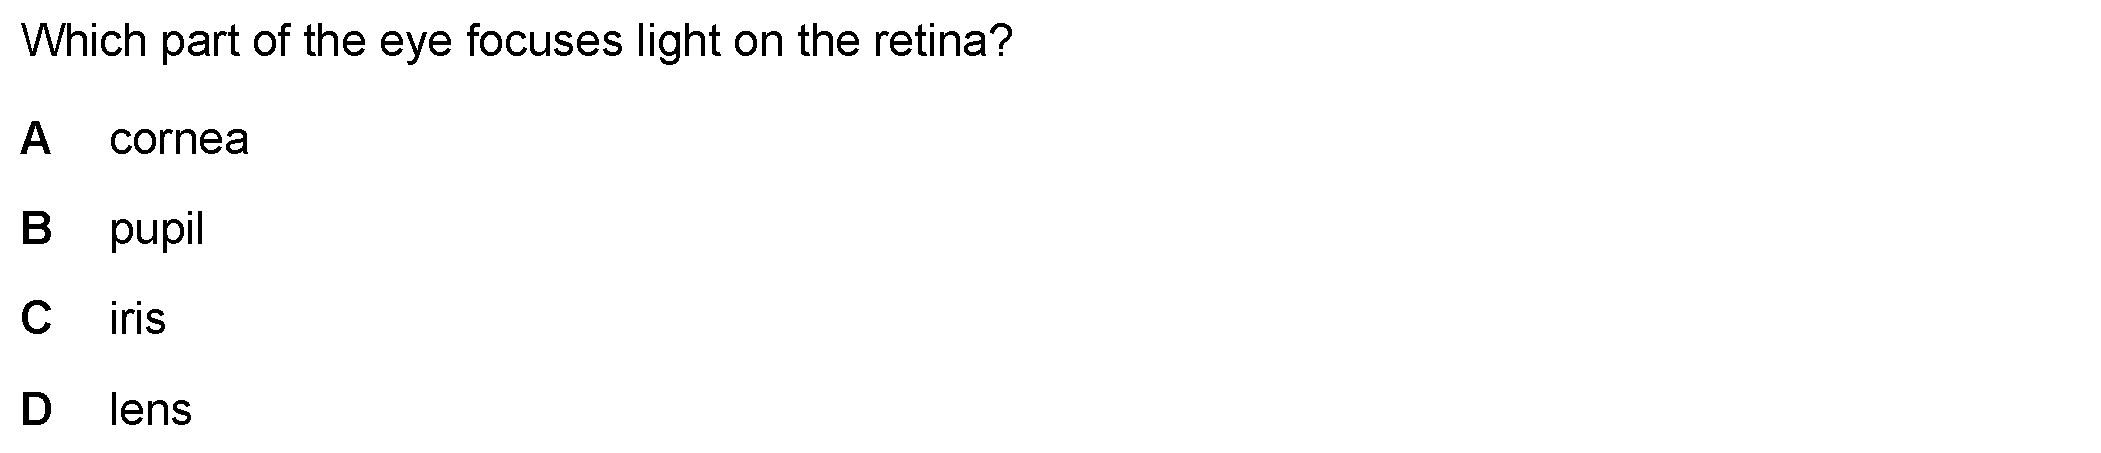 Which part of the eye focuses light on the retina?
A cornea
B pupil
C iris
D lens